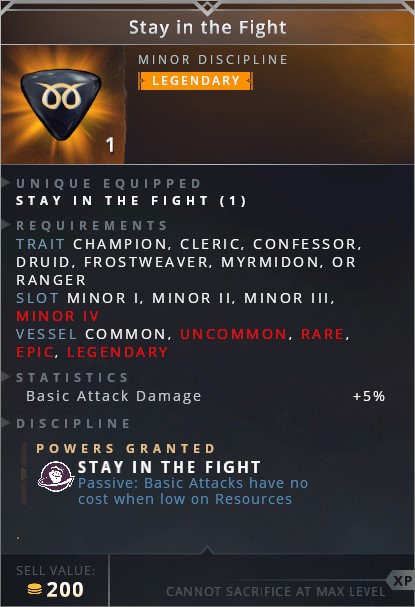 Stay in the Fight
MINOR DISCIPLINE
LEGENDARY
1
UNIQUE EQUIPPED
STAY IN THE FIGHT (1)
REQUIREMENTS
TRAIT CHAMPION, CLERIC, CONFESSOR,
DRUID, FROSTWEAVER, MYRMIDON, OR
RANGER
SLOT MINOR I, MINOR II, MINOR III,
MINOR IV
VESSEL COMMON, UNCOMMON, RARE,
EPIC, LEGENDARY
STATISTICS
Basic Attack Damage +5%
DISCIPLINE
POWERS GRANTED
STAY IN THE FIGHT
Passive: Basic Attacks have no
cost when low on Resources
.
SELL VALUE:
200
XP
CANNOT SACRIFICE AT MAX LEVEL